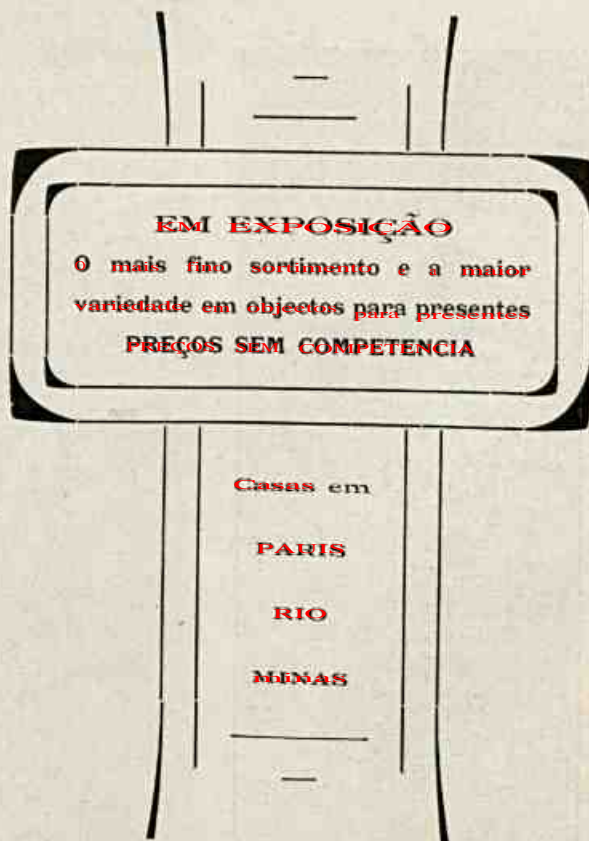 EM EXPOSIÇÃO
O mais fino sortimento e a maior
variedade em objectos para presentes
PREÇOS SEM COMPETENCIA
Casas em
PARIS
RIO
MINAS